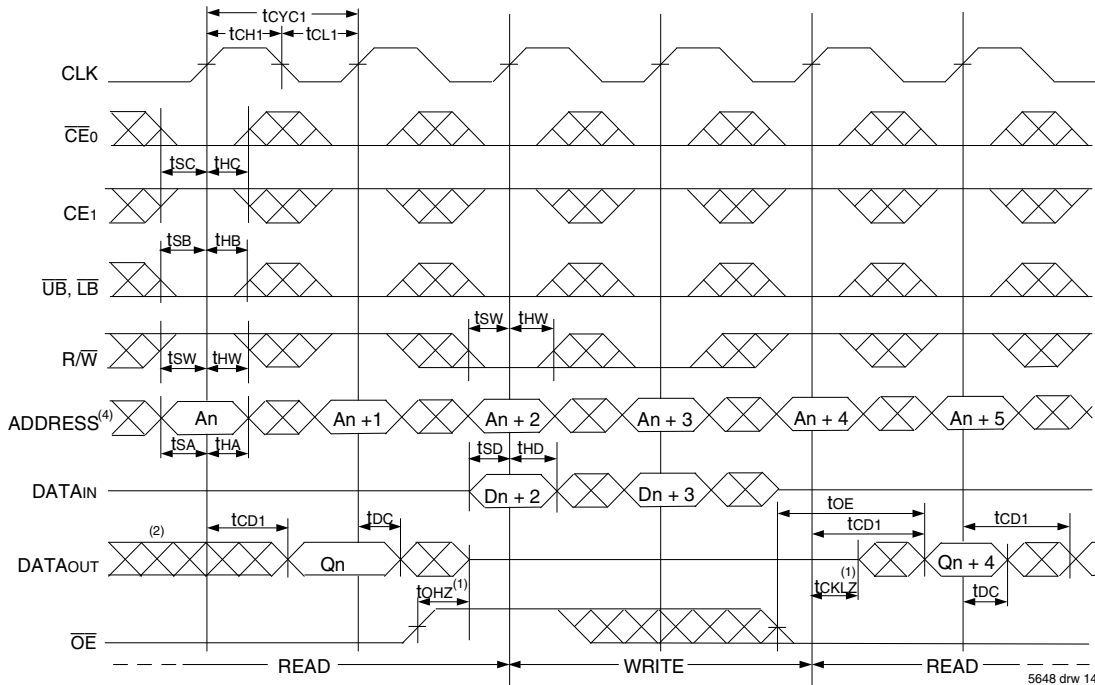 tCYC1
tCH1 tCL1
CLK
CE0
tSC tHC
CE1
tSB tHB
UB, LB
tSW tHW
R/W
tSW tHW
ADDRESS(4) An An + 1 An + 2 An + 3 An + 4 An + 5
tSA tHA
tSD tHD
DATAIN Dn + 2 Dn + 3
tOE
(2) tCD1 tDC tCD1 tCD1
DATAOUT Qn Qn + 4
tOHZ(1) tCKLZ(1) tDC
OE
READ WRITE READ
5648 drw 14